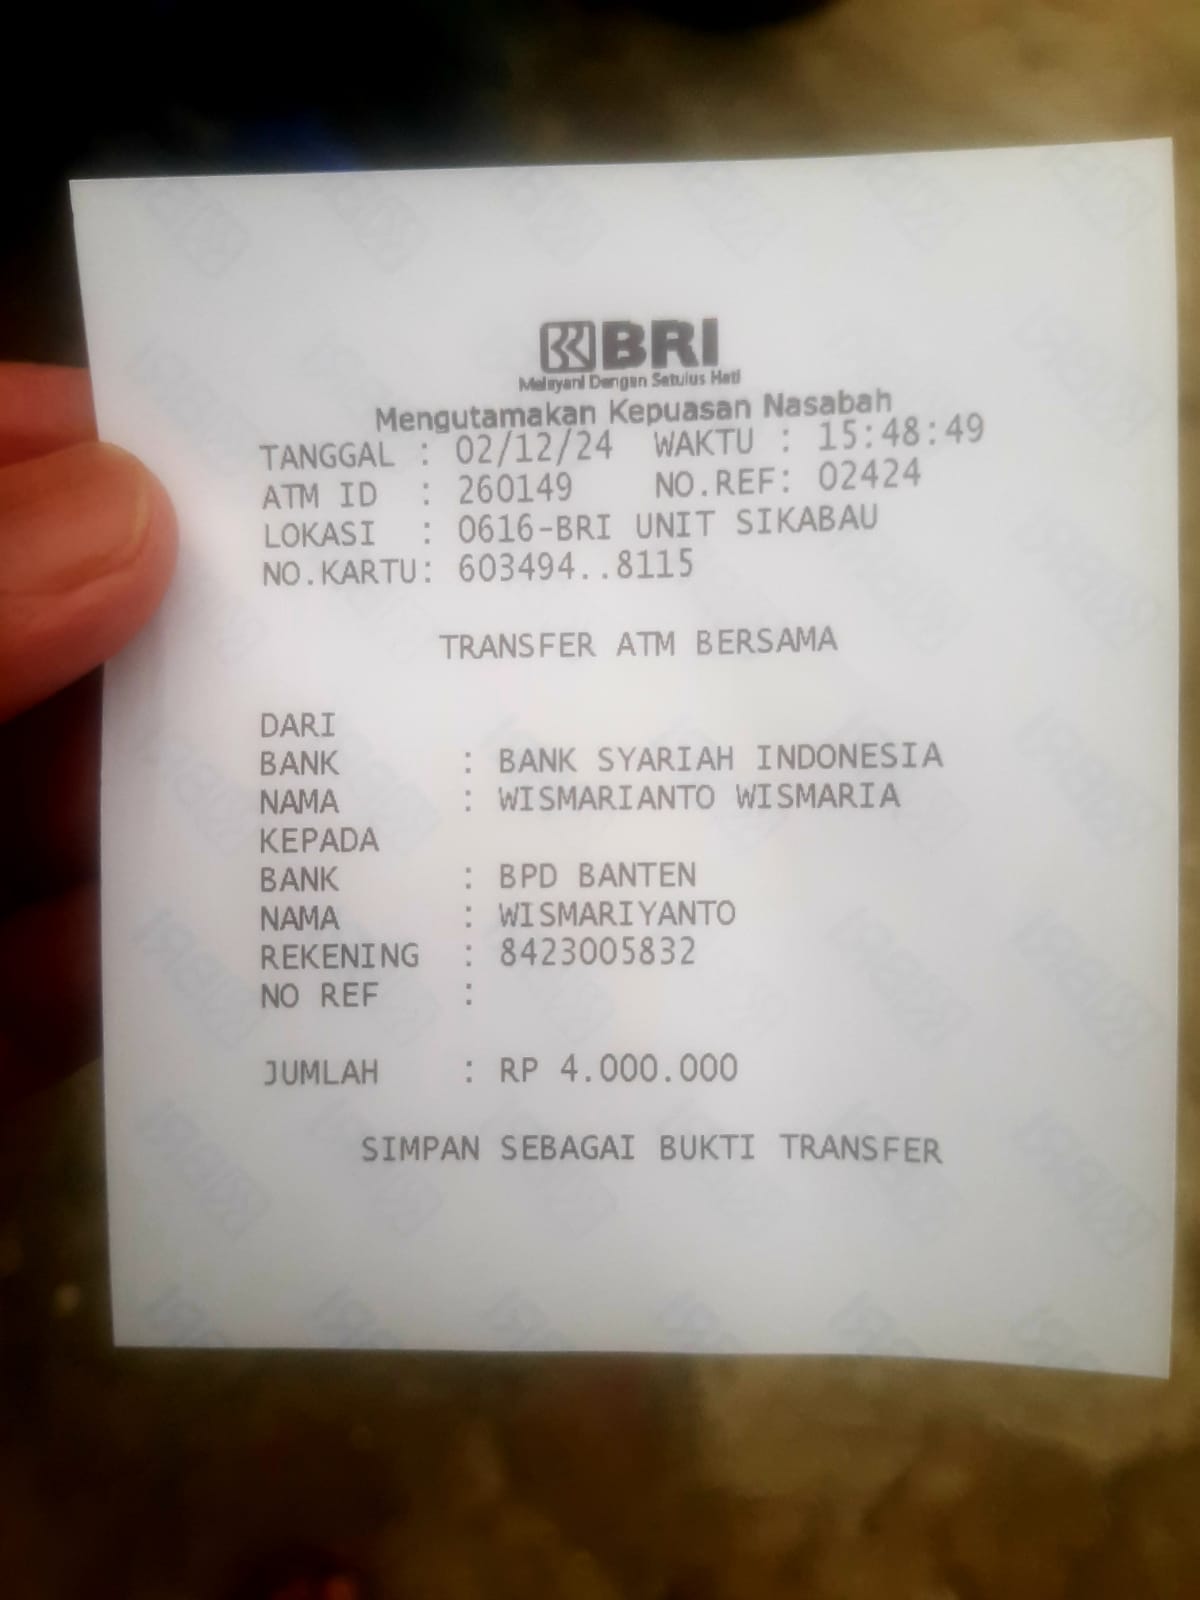 BRI
Melayani Dengan Setulus Hati
Mengutamakan Kepuasan Nasabah
TANGGAL : 02/12/24 WAKTU : 15:48:49
ATM ID : 260149 NO.REF: 02424
LOKASI : 0616-BRI UNIT SIKABAU
NO.KARTU: 603494..8115
TRANSFER ATM BERSAMA
DARI
BANK : BANK SYARIAH INDONESIA
NAMA : WISMARIANTO WISMARIA
KEPADA
BANK : BPD BANTEN
NAMA : WISMARIYANTO
REKENING : 8423005832
NO REF :
JUMLAH : RP 4.000.000
SIMPAN SEBAGAI BUKTI TRANSFER